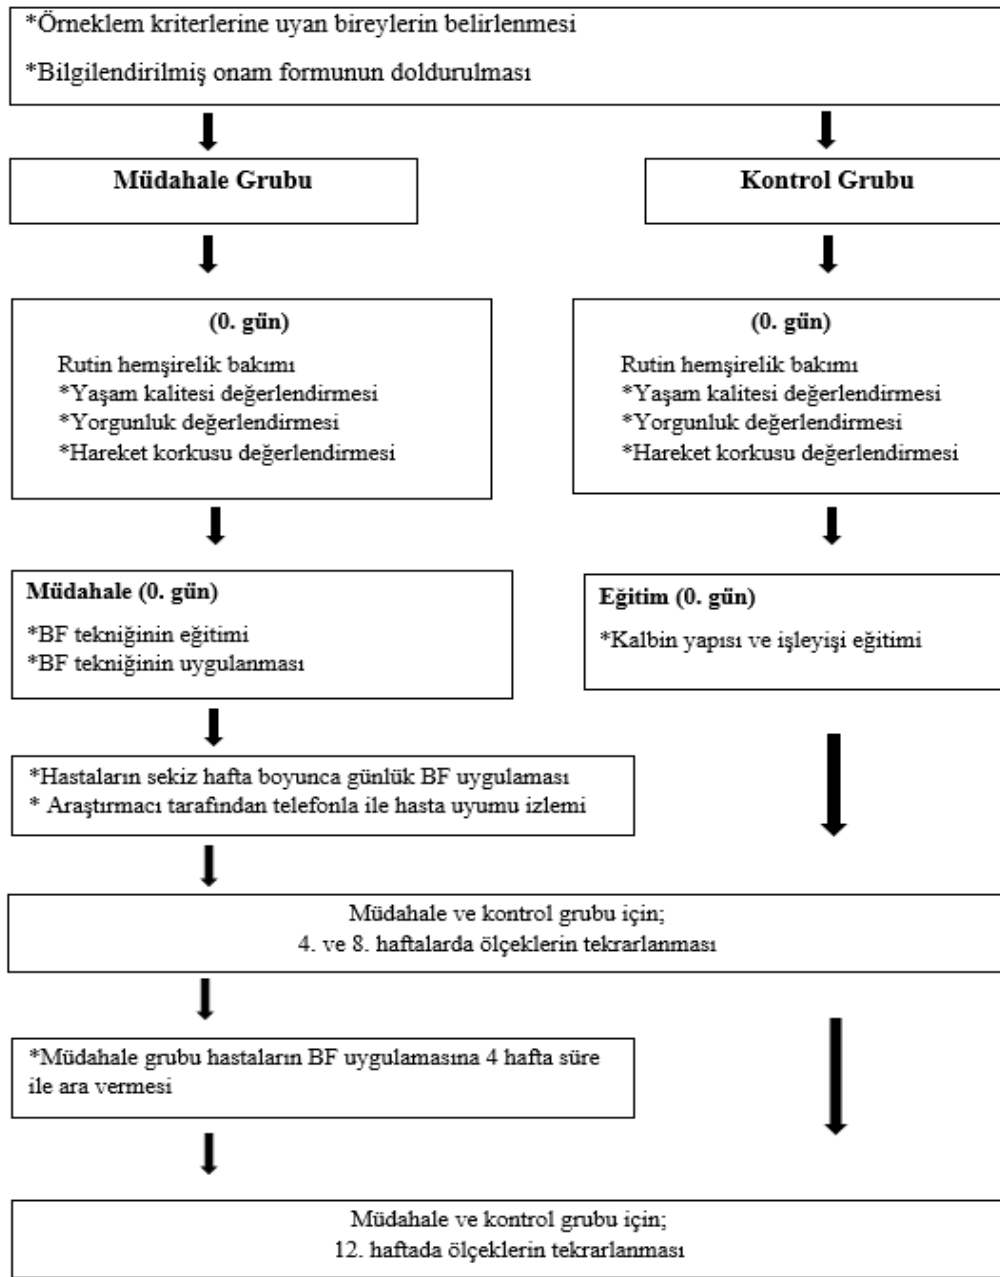 *Örneklem kriterlerine uyan bireylerin belirlenmesi
*Bilgilendirilmiş onam formunun doldurulması
Müdahale Grubu
Kontrol Grubu
(0. gün)
Rutin hemşirelik bakımı
*Yaşam kalitesi değerlendirmesi
*Yorgunluk değerlendirmesi
*Hareket korkusu değerlendirmesi
(0. gün)
Rutin hemşirelik bakımı
*Yaşam kalitesi değerlendirmesi
*Yorgunluk değerlendirmesi
*Hareket korkusu değerlendirmesi
Müdahale (0. gün)
*BF tekniğinin eğitimi
*BF tekniğinin uygulanması
Eğitim (0. gün)
*Kalbin yapısı ve işleyişi eğitimi
*Hastaların sekiz hafta boyunca günlük BF uygulaması
* Araştırmacı tarafından telefonla ile hasta uyumu izlemi
Müdahale ve kontrol grubu için;
4. ve 8. haftalarda ölçeklerin tekrarlanması
*Müdahale grubu hastaların BF uygulamasına 4 hafta süre
ile ara vermesi
Müdahale ve kontrol grubu için;
12. haftada ölçeklerin tekrarlanması